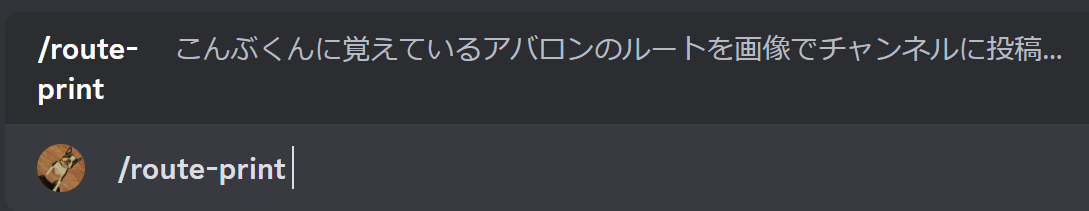 /route-print こんぶくんに覚えているアバロンのルートを画像でチャンネルに投稿...
/route-print